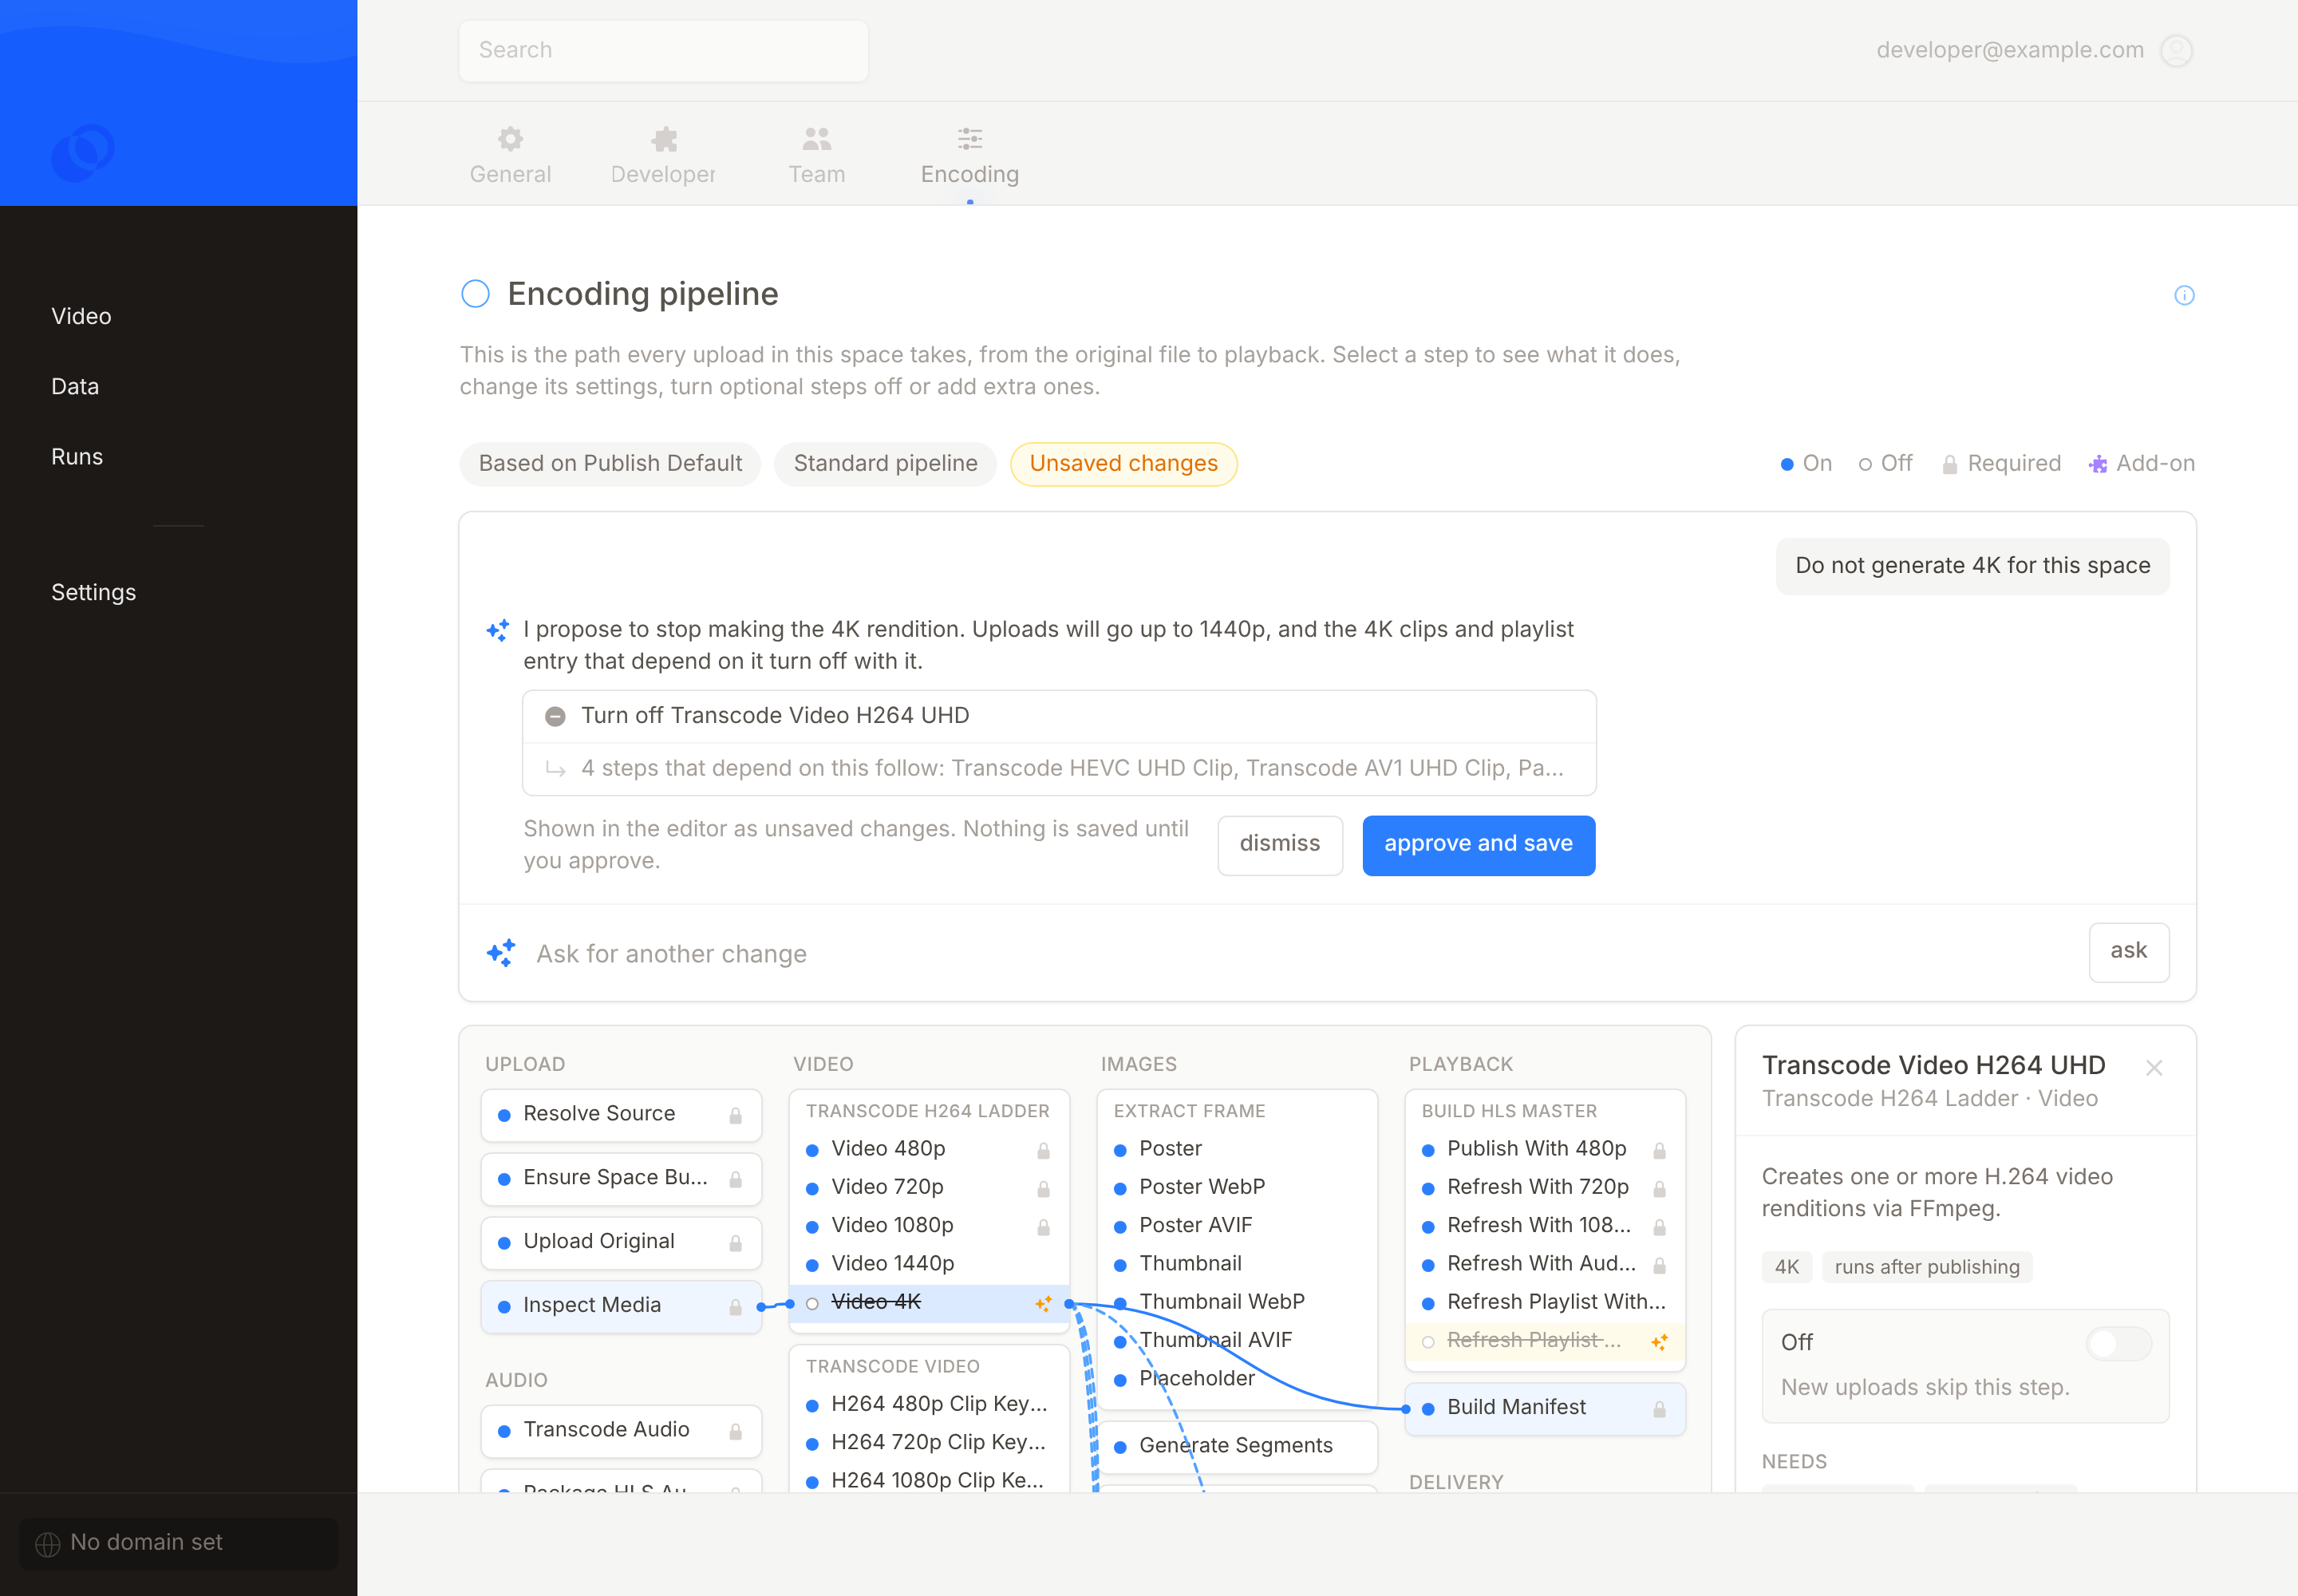 Search
developer@example.com
General
Developer
Team
Encoding
Video
Data
Runs
Settings
No domain set
Encoding pipeline
This is the path every upload in this space takes, from the original file to playback. Select a step to see what it does,
change its settings, turn optional steps off or add extra ones.
Based on Publish Default
Standard pipeline
Unsaved changes
On
Off
Required
Add-on
Do not generate 4K for this space
I propose to stop making the 4K rendition. Uploads will go up to 1440p, and the 4K clips and playlist
entry that depend on it turn off with it.
Turn off Transcode Video H264 UHD
4 steps that depend on this follow: Transcode HEVC UHD Clip, Transcode AV1 UHD Clip, Pa...
Shown in the editor as unsaved changes. Nothing is saved until
you approve.
dismiss
approve and save
Ask for another change
ask
UPLOAD
Resolve Source
Ensure Space Bu...
Upload Original
Inspect Media
AUDIO
Transcode Audio
Package HLS Au...
VIDEO
TRANSCODE H264 LADDER
Video 480p
Video 720p
Video 1080p
Video 1440p
Video 4K
TRANSCODE VIDEO
H264 480p Clip Key...
H264 720p Clip Key...
H264 1080p Clip Ke...
IMAGES
EXTRACT FRAME
Poster
Poster WebP
Poster AVIF
Thumbnail
Thumbnail WebP
Thumbnail AVIF
Placeholder
Generate Segments
PLAYBACK
BUILD HLS MASTER
Publish With 480p
Refresh With 720p
Refresh With 108...
Refresh With Aud...
Refresh Playlist With...
Refresh Playlist ...
Build Manifest
DELIVERY
Transcode Video H264 UHD
Transcode H264 Ladder · Video
Creates one or more H.264 video
renditions via FFmpeg.
4K
runs after publishing
Off
New uploads skip this step.
NEEDS